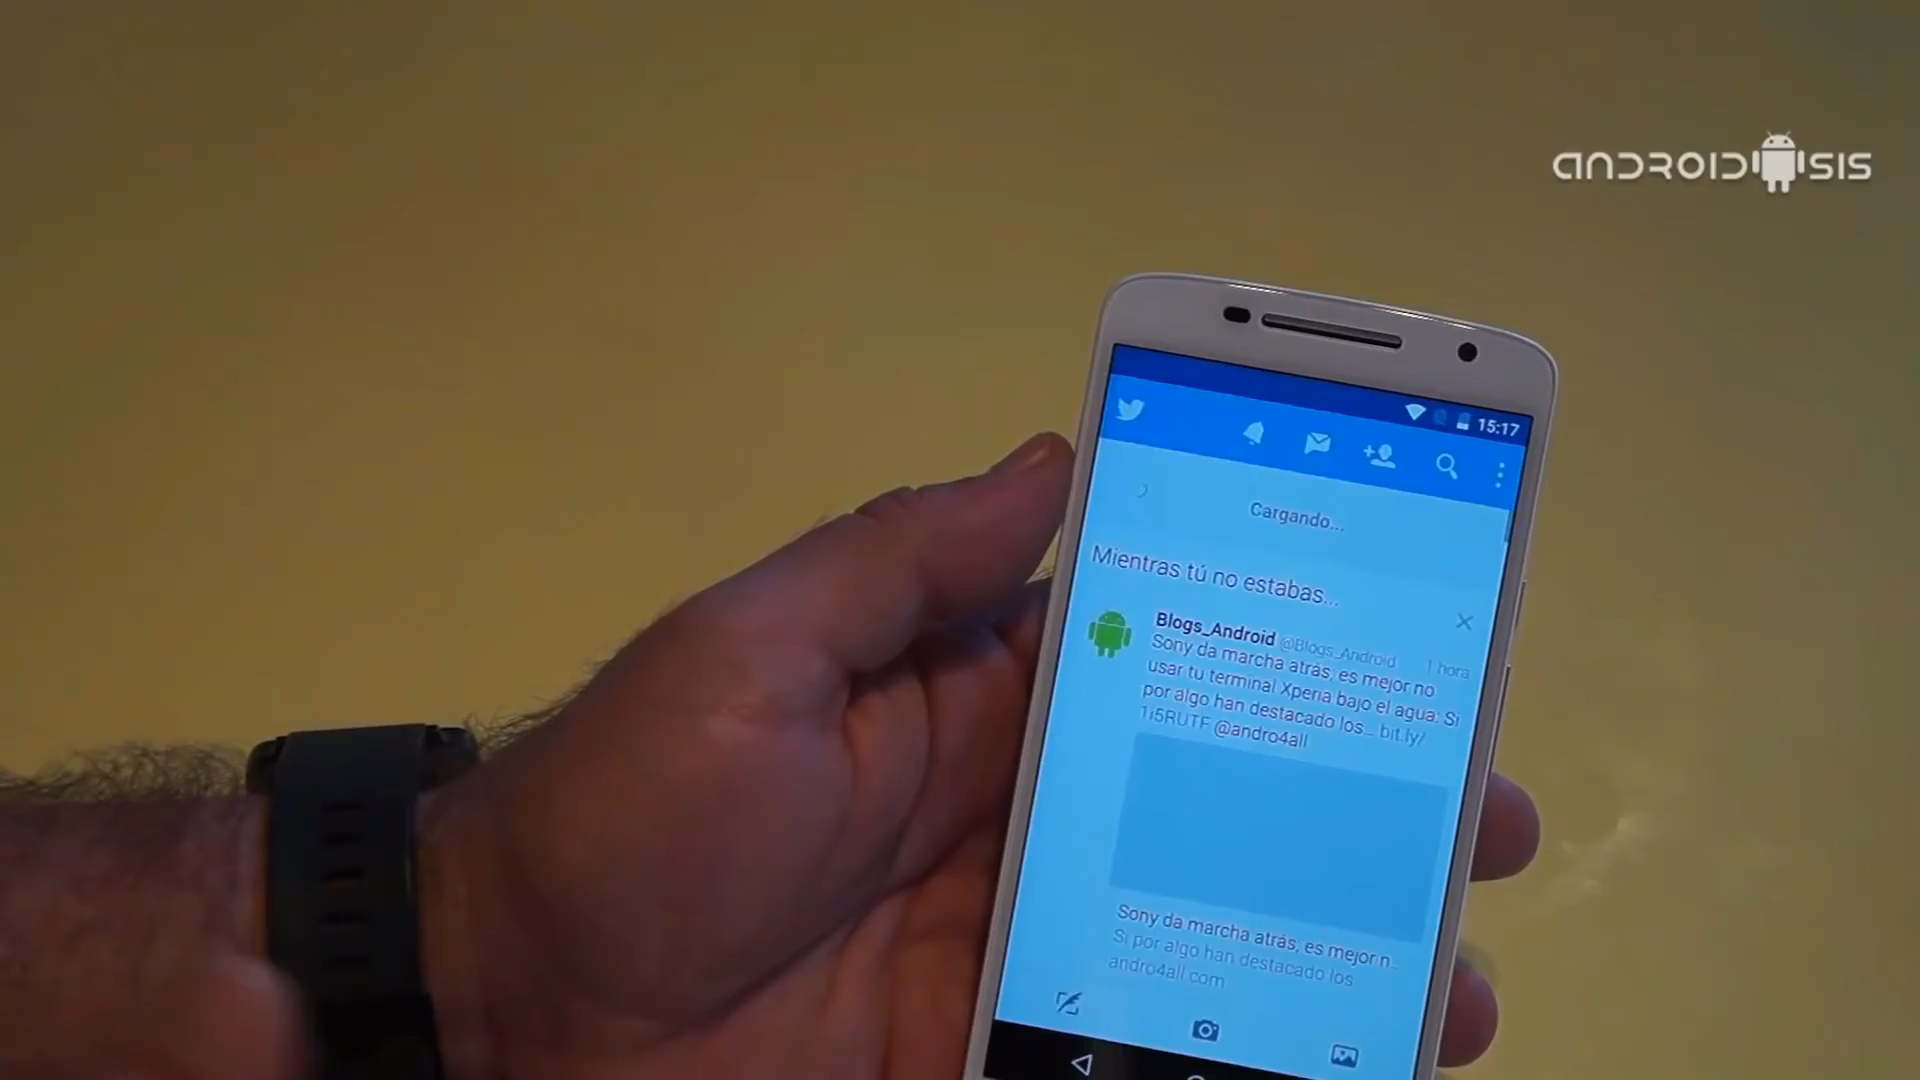 ANDROIDSIS
15:17
Cargando...
Mientras tú no estabas...
Blogs_Android @Blogs_Android 1 hora
Sony da marcha atrás; es mejor no
usar tu terminal Xperia bajo el agua: Si
por algo han destacado los... bit.ly/
1i5RUTF @andro4all
Sony da marcha atrás; es mejor n...
Si por algo han destacado los
andro4all.com